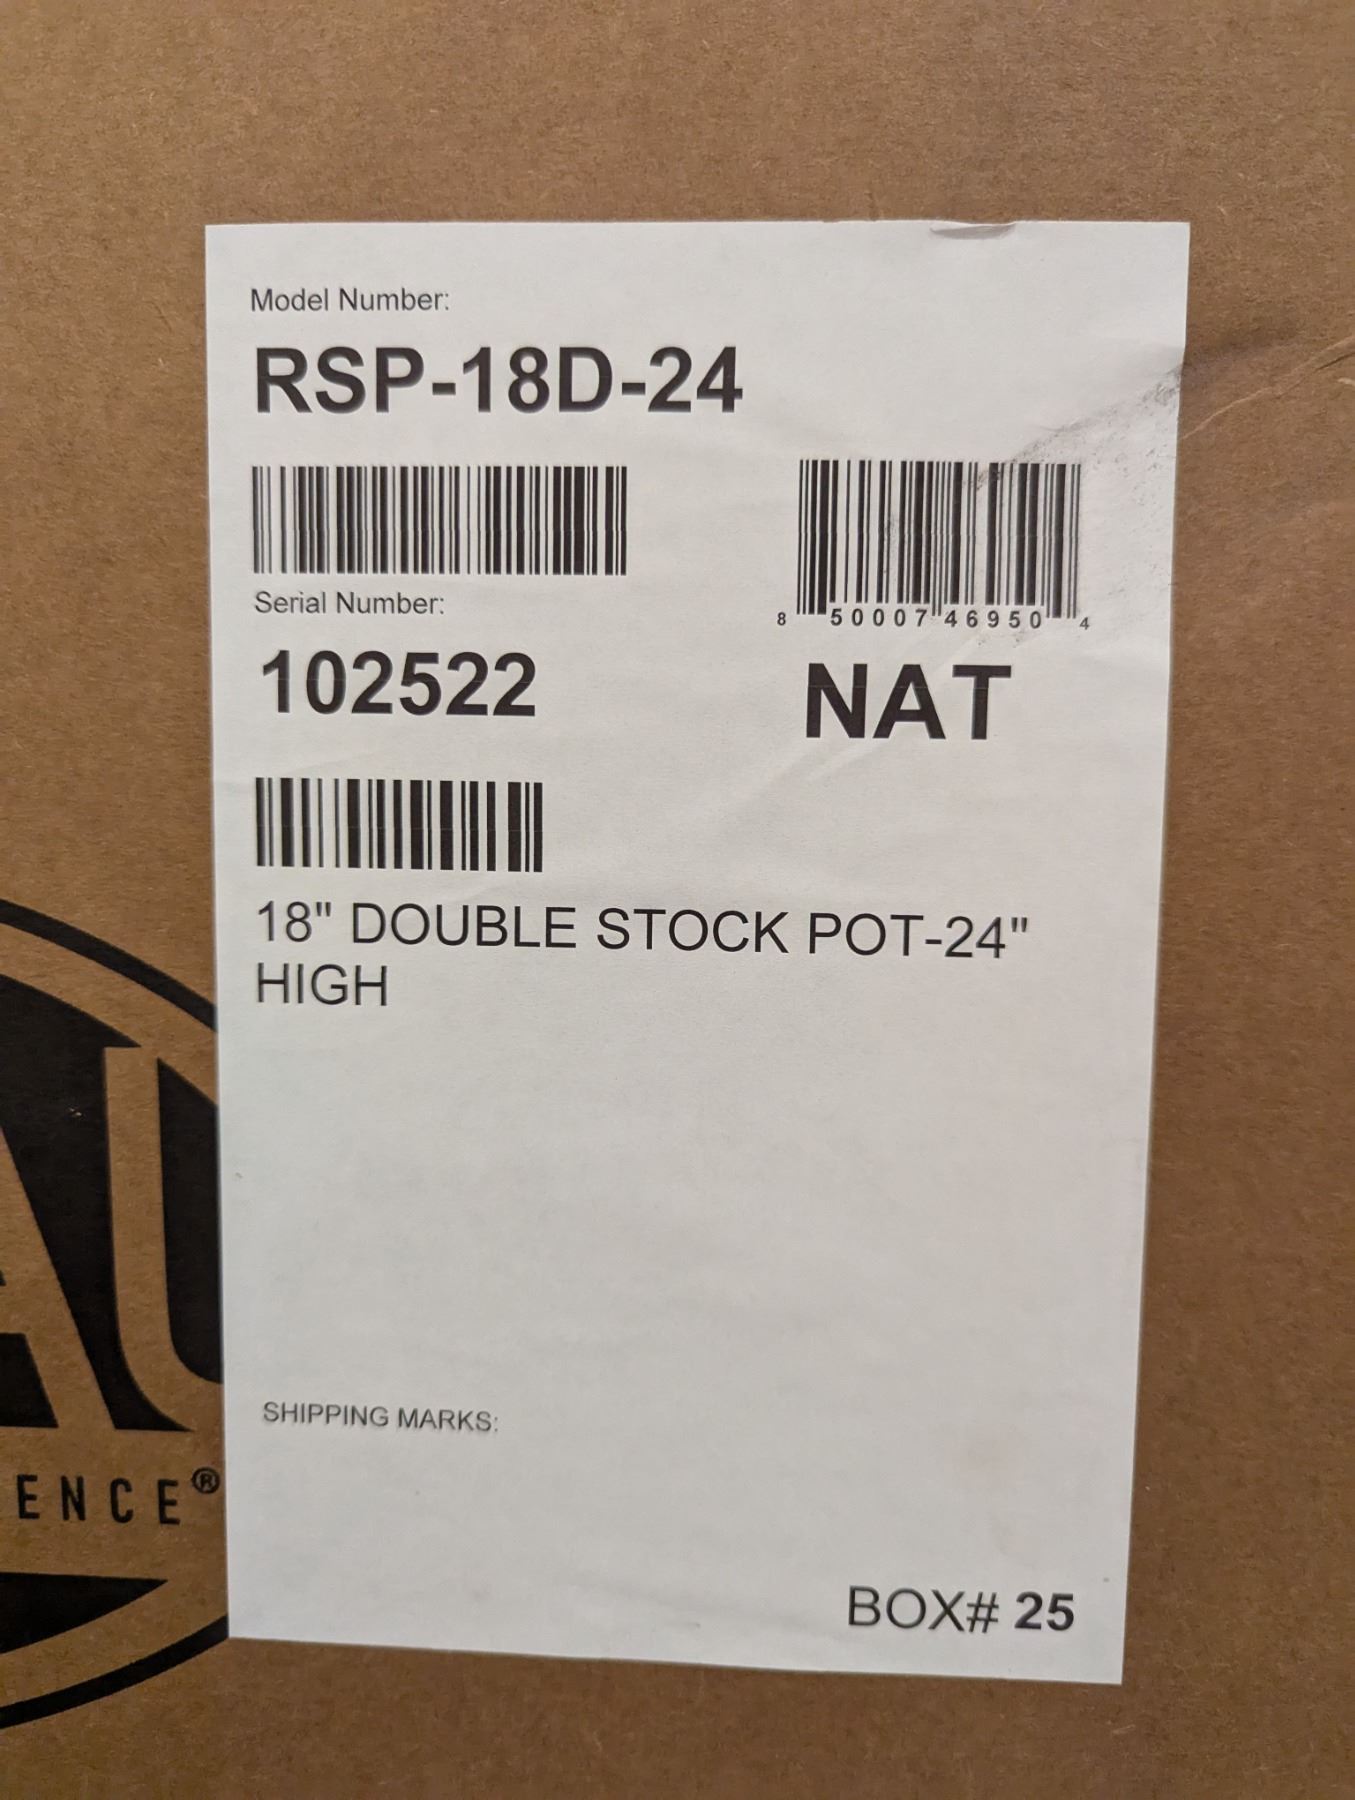 Model Number:
RSP-18D-24
8 50007 46950 4
Serial Number:
102522
NAT
18" DOUBLE STOCK POT-24"
HIGH
AU
ENCE®
SHIPPING MARKS:
BOX# 25